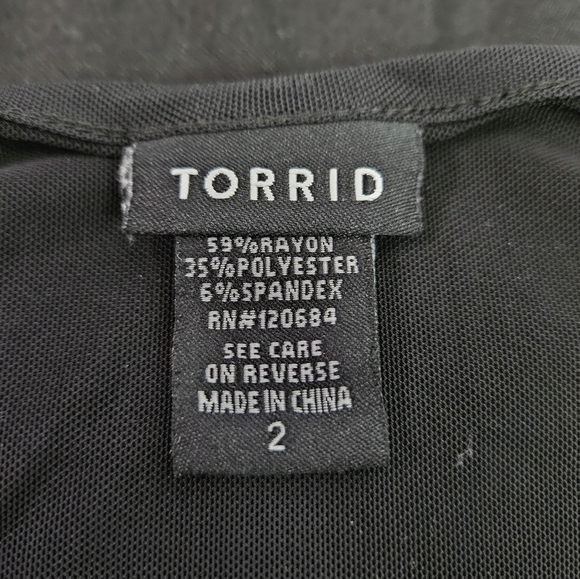 TORRID
59%RAYON
35%POLYESTER
6%SPANDEX
RN#120684
SEE CARE
ON REVERSE
MADE IN CHINA
2